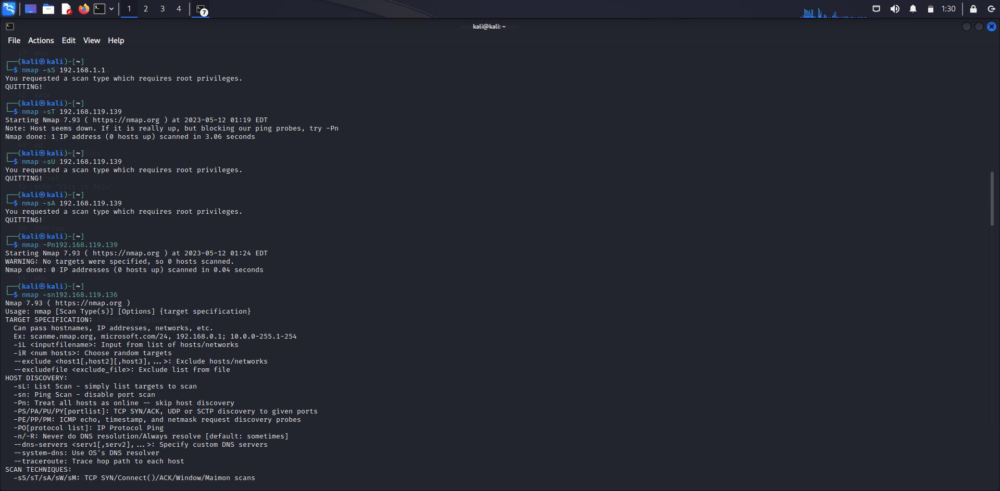 1 2 3 4 7 1:30
kali@kali: ~
File Actions Edit View Help
┌──(kali㉿kali)-[~]
└─$ nmap -sS 192.168.1.1
You requested a scan type which requires root privileges.
QUITTING!
┌──(kali㉿kali)-[~]
└─$ nmap -sT 192.168.119.139
Starting Nmap 7.93 ( https://nmap.org ) at 2023-05-12 01:19 EDT
Note: Host seems down. If it is really up, but blocking our ping probes, try -Pn
Nmap done: 1 IP address (0 hosts up) scanned in 3.06 seconds
┌──(kali㉿kali)-[~]
└─$ nmap -sU 192.168.119.139
You requested a scan type which requires root privileges.
QUITTING!
┌──(kali㉿kali)-[~]
└─$ nmap -sA 192.168.119.139
You requested a scan type which requires root privileges.
QUITTING!
┌──(kali㉿kali)-[~]
└─$ nmap -Pn192.168.119.139
Starting Nmap 7.93 ( https://nmap.org ) at 2023-05-12 01:24 EDT
WARNING: No targets were specified, so 0 hosts scanned.
Nmap done: 0 IP addresses (0 hosts up) scanned in 0.04 seconds
┌──(kali㉿kali)-[~]
└─$ nmap -sn192.168.119.136
Nmap 7.93 ( https://nmap.org )
Usage: nmap [Scan Type(s)] [Options] {target specification}
TARGET SPECIFICATION:
Can pass hostnames, IP addresses, networks, etc.
Ex: scanme.nmap.org, microsoft.com/24, 192.168.0.1; 10.0.0-255.1-254
-iL <inputfilename>: Input from list of hosts/networks
-iR <num hosts>: Choose random targets
--exclude <host1[,host2][,host3],...>: Exclude hosts/networks
--excludefile <exclude_file>: Exclude list from file
HOST DISCOVERY:
-sL: List Scan - simply list targets to scan
-sn: Ping Scan - disable port scan
-Pn: Treat all hosts as online -- skip host discovery
-PS/PA/PU/PY[portlist]: TCP SYN/ACK, UDP or SCTP discovery to given ports
-PE/PP/PM: ICMP echo, timestamp, and netmask request discovery probes
-PO[protocol list]: IP Protocol Ping
-n/-R: Never do DNS resolution/Always resolve [default: sometimes]
--dns-servers <serv1[,serv2],...>: Specify custom DNS servers
--system-dns: Use OS's DNS resolver
--traceroute: Trace hop path to each host
SCAN TECHNIQUES:
-sS/sT/sA/sW/sM: TCP SYN/Connect()/ACK/Window/Maimon scans